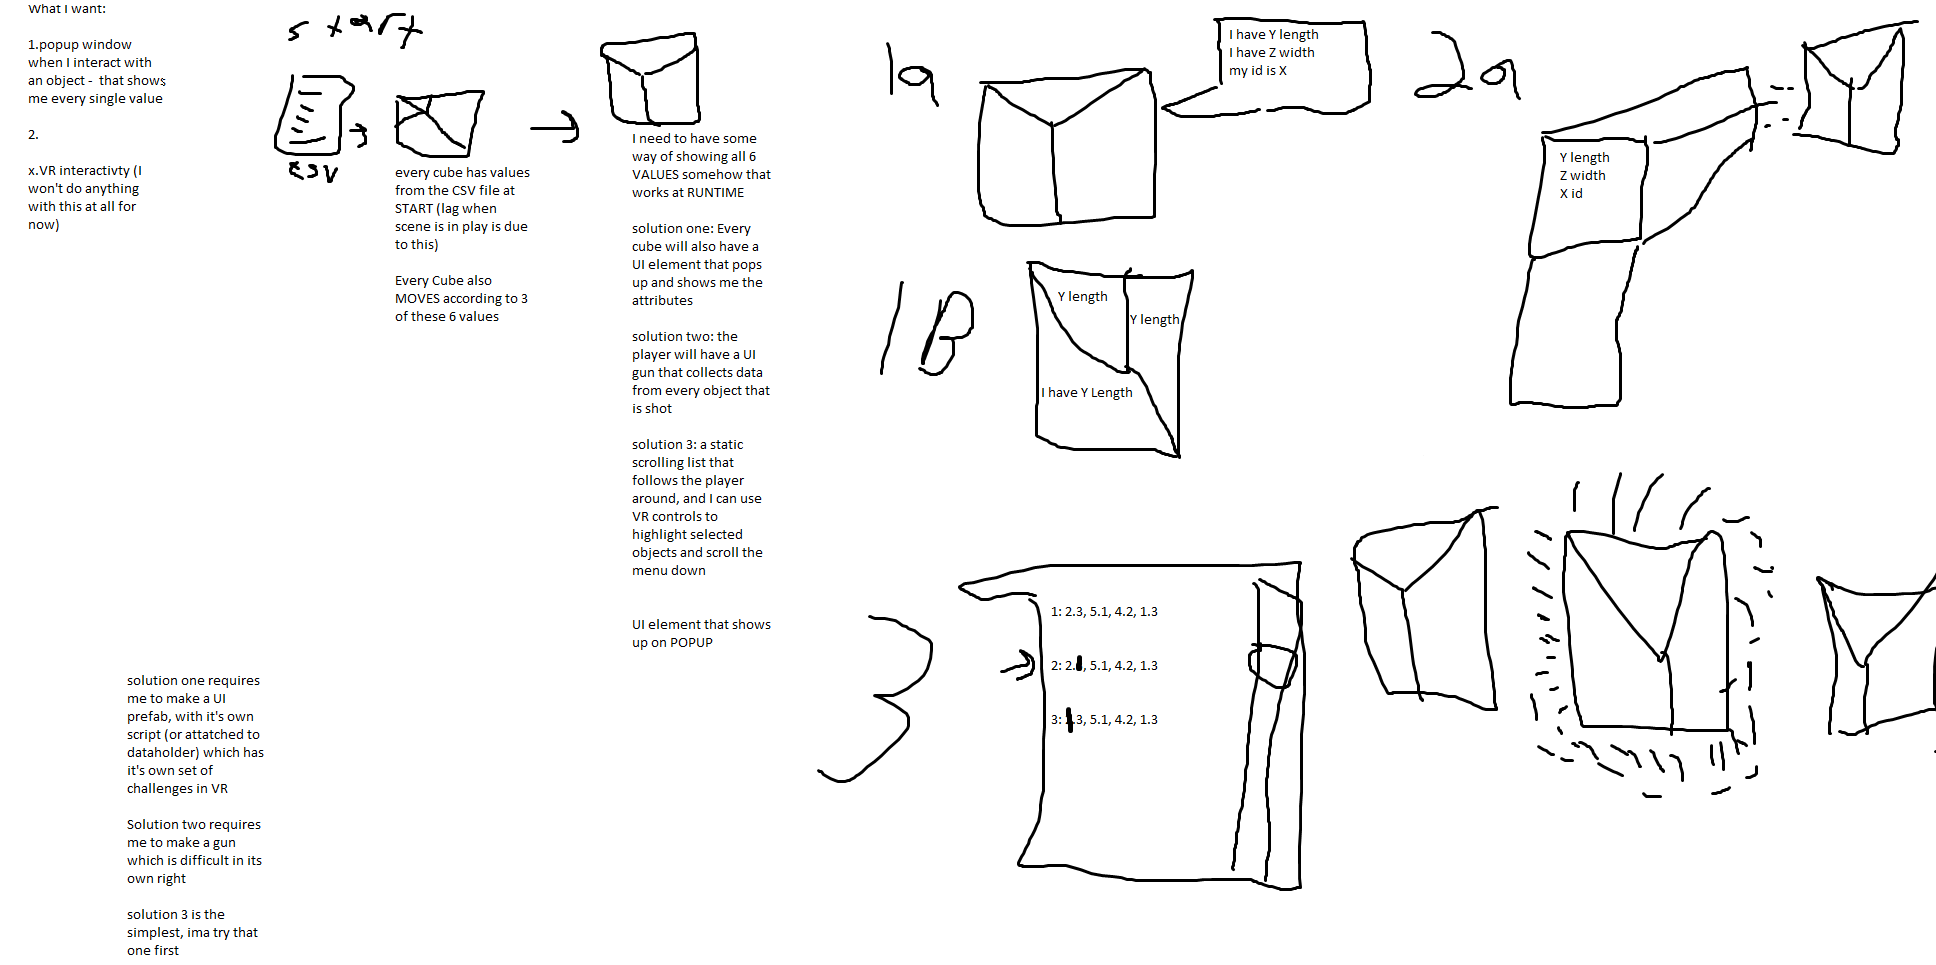 What I want:
1.popup window
when I interact with
an object -  that shows
me every single value
2.
x.VR interactivty (I
won't do anything
with this at all for
now)
start
CSV
every cube has values
from the CSV file at
START (lag when
scene is in play is due
to this)
Every Cube also
MOVES according to 3
of these 6 values
I need to have some
way of showing all 6
VALUES somehow that
works at RUNTIME
solution one: Every
cube will also have a
UI element that pops
up and shows me the
attributes
solution two: the
player will have a UI
gun that collects data
from every object that
is shot
solution 3: a static
scrolling list that
follows the player
around, and I can use
VR controls to
highlight selected
objects and scroll the
menu down
UI element that shows
up on POPUP
solution one requires
me to make a UI
prefab, with it's own
script (or attatched to
dataholder) which has
it's own set of
challenges in VR
Solution two requires
me to make a gun
which is difficult in its
own right
solution 3 is the
simplest, ima try that
one first
1a
I have Y length
I have Z width
my id is X
2a
Y length
Z width
X id
1B
Y length
Y length
I have Y Length
3
1: 2.3, 5.1, 4.2, 1.3
2: 2. , 5.1, 4.2, 1.3
3: 3, 5.1, 4.2, 1.3